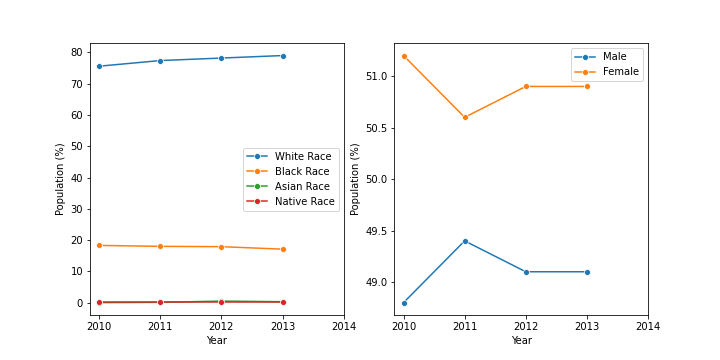 80
70
60
50
40
30
20
10
0
Population (%)
White Race
Black Race
Asian Race
Native Race
2010 2011 2012 2013 2014
Year
51.0
50.5
50.0
49.5
49.0
Population (%)
Male
Female
2010 2011 2012 2013 2014
Year